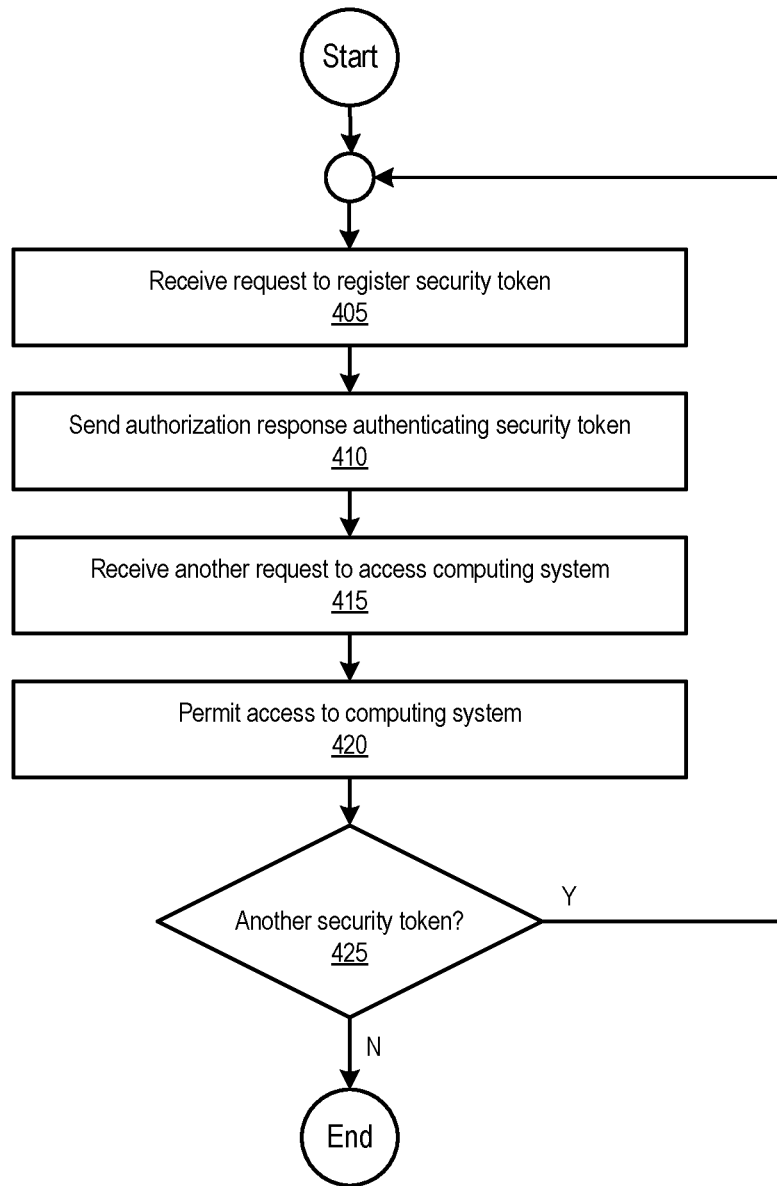 Start
Receive request to register security token
405
Send authorization response authenticating security token
410
Receive another request to access computing system
415
Permit access to computing system
420
Y
Another security token?
425
N
End